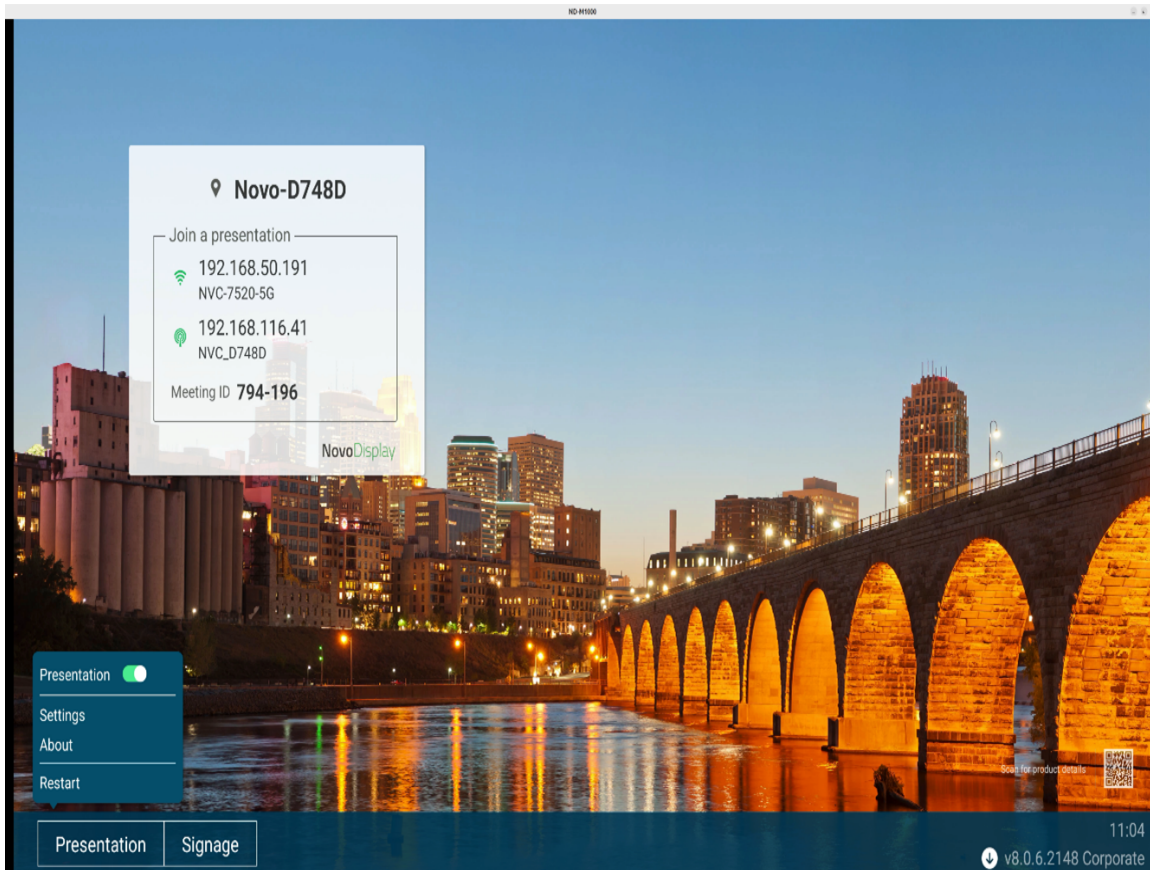 ND-M1000
Novo-D748D
Join a presentation
192.168.50.191
NVC-7520-5G
192.168.116.41
NVC_D748D
Meeting ID 794-196
NovoDisplay
Presentation
Settings
About
Restart
Scan for product details
Presentation
Signage
11:04
v8.0.6.2148 Corporate